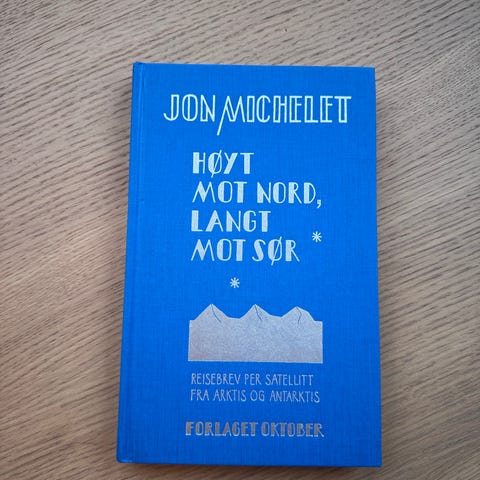 JON MICHELET
HØYT
MOT NORD,
LANGT
MOT SØR *
*
REISEBREV PER SATELLITT
FRA ARKTIS OG ANTARKTIS
FORLAGET OKTOBER